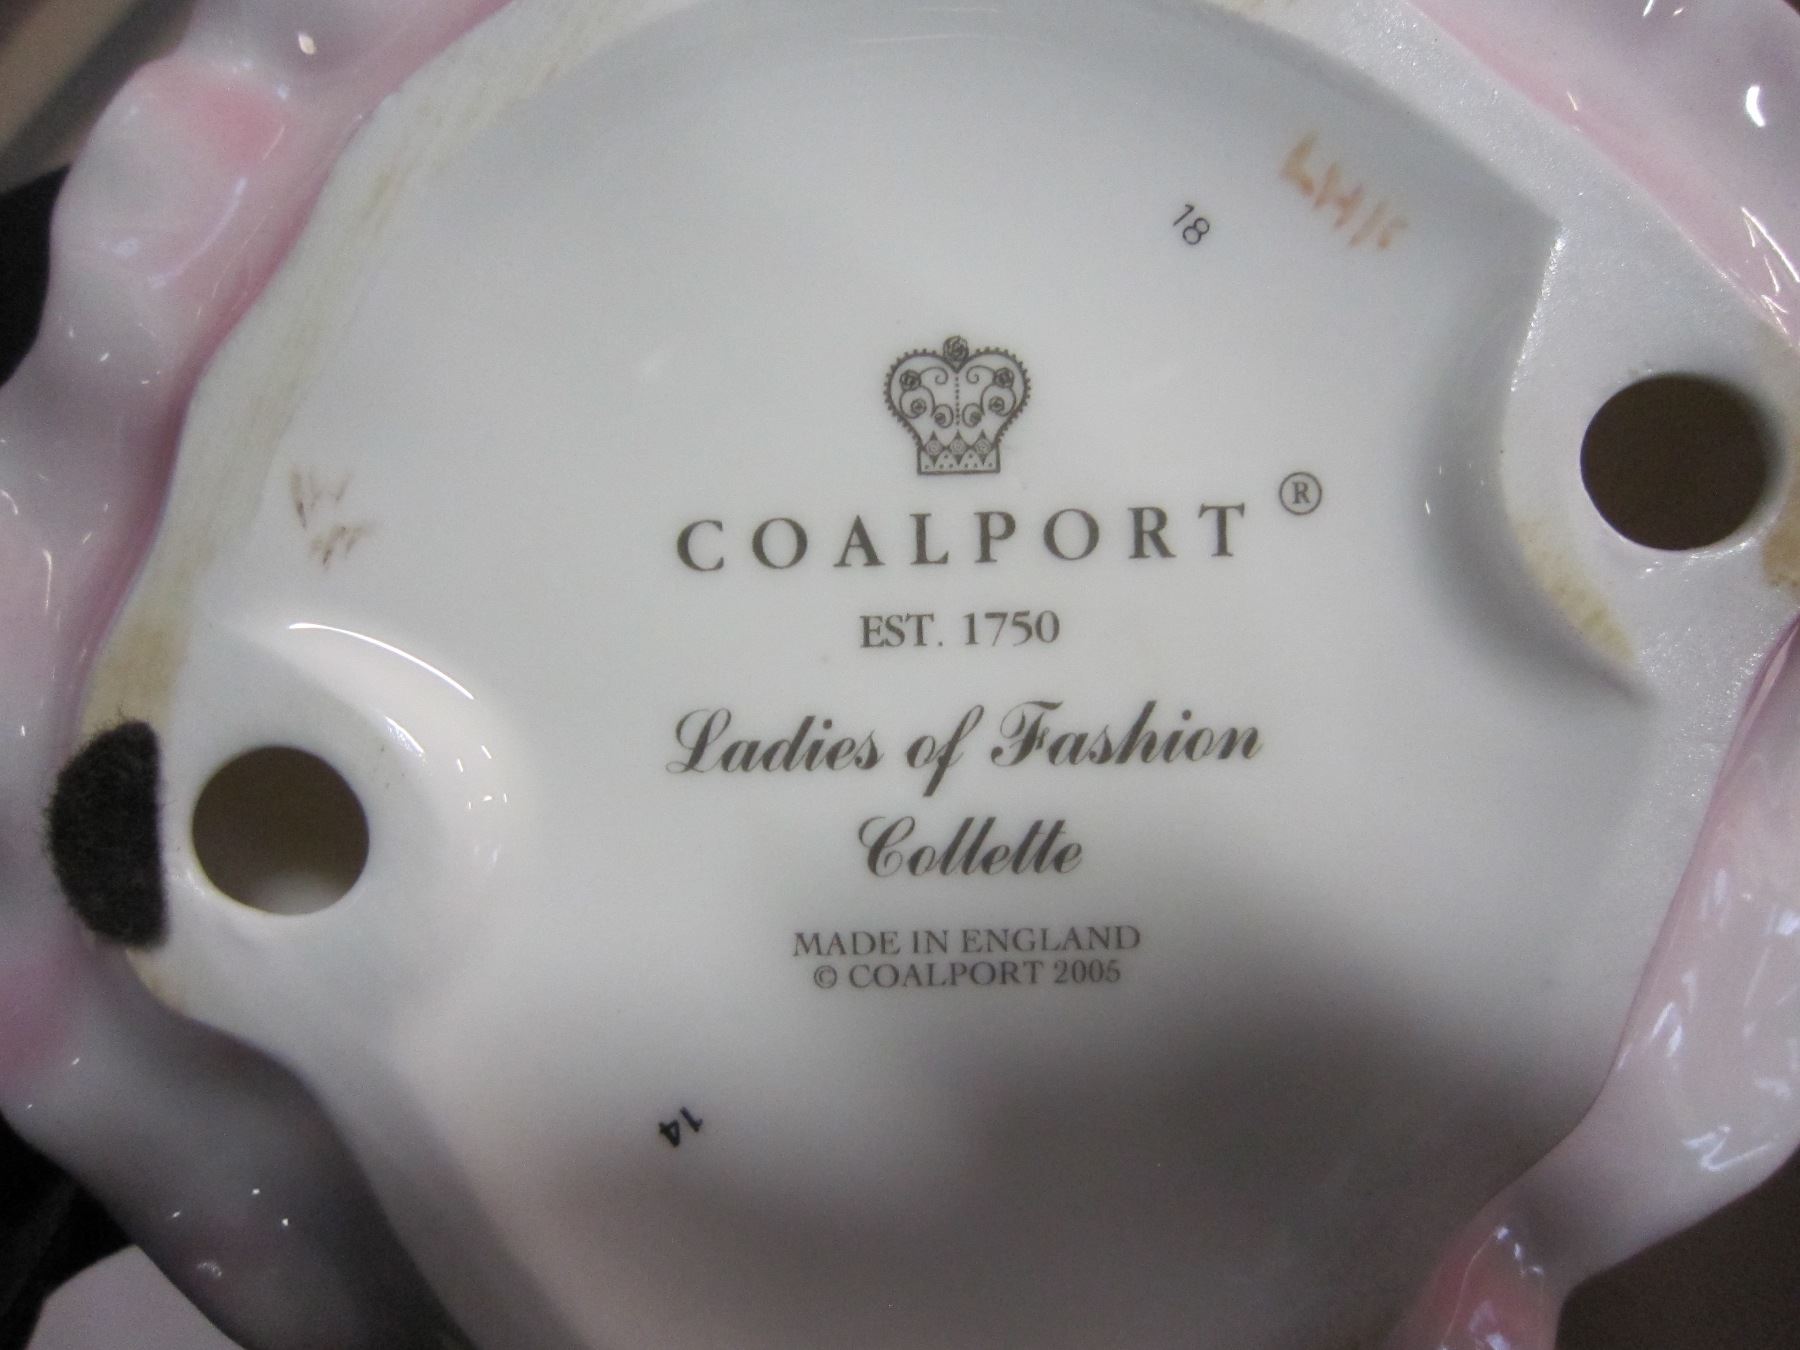 18
COALPORT®
EST. 1750
Ladies of Fashion
Collette
MADE IN ENGLAND
© COALPORT 2005
14